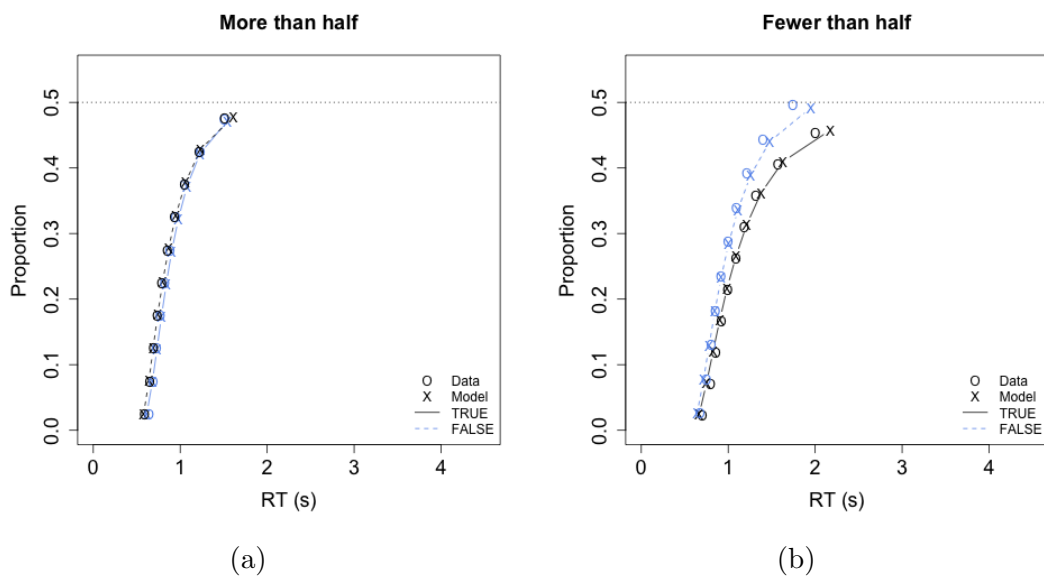 More than half
Proportion
0.5
0.4
0.3
0.2
0.1
0.0
O Data
X Model
TRUE
FALSE
0 1 2 3 4
RT (s)
(a)
Fewer than half
Proportion
0.5
0.4
0.3
0.2
0.1
0.0
O Data
X Model
TRUE
FALSE
0 1 2 3 4
RT (s)
(b)